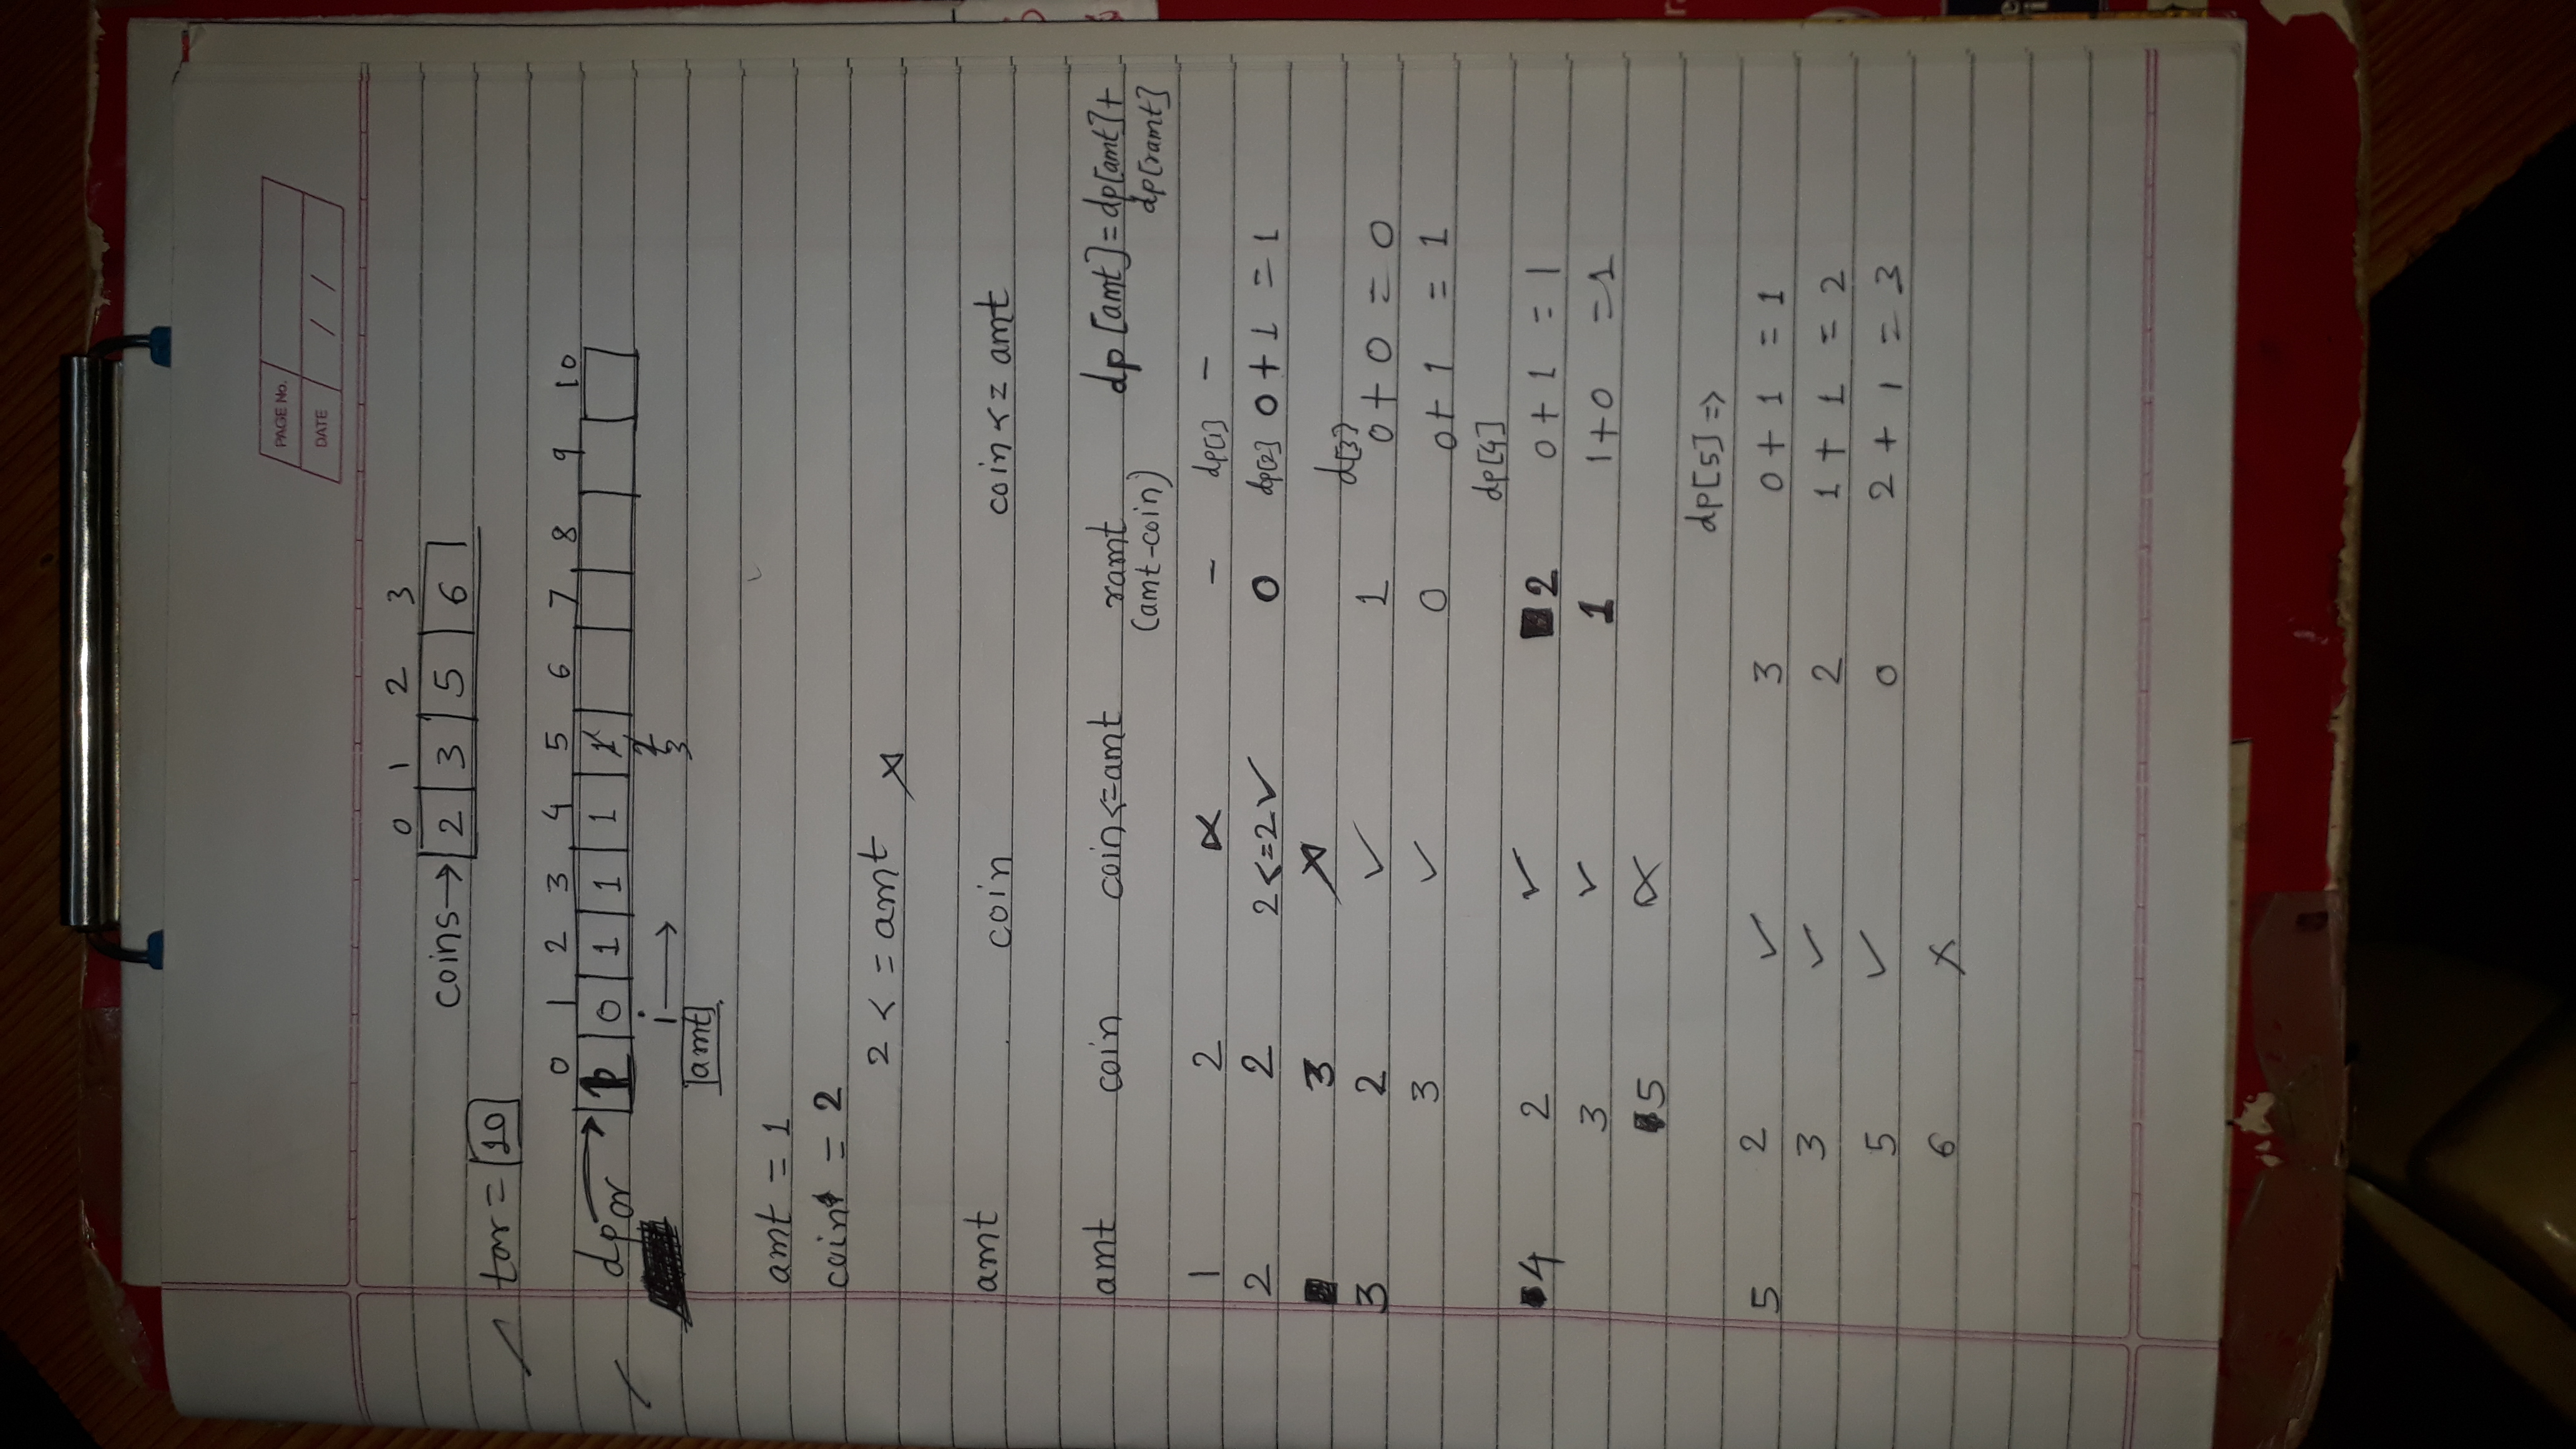 PAGE No.
DATE / /
0 1 2 3
coins → 2 3 5 6
tar = 10
0 1 2 3 4 5 6 7 8 9 10
dp → 1 0 1 1 1 1
i → 2
[amt] 3
amt = 1
coin = 2
2 <= amt ✗
amt coin coin <= amt
amt coin coin<=amt ramt dp [amt] = dp[amt] +
(amt-coin) dp[ramt]
1 2 ✗ – dp[1] –
2 2 2<=2 ✓ 0 dp[2] 0 + 1 = 1
3 ✗
d[3]
3 2 ✓ 1 0 + 0 = 0
3 ✓ 0 0 + 1 = 1
dp[4]
4 2 ✓ 2 0 + 1 = 1
3 ✓ 1 1 + 0 = 1
5 ✗
dp[5] =>
5 2 ✓ 3 0 + 1 = 1
3 ✓ 2 1 + 1 = 2
5 ✓ 0 2 + 1 = 3
6 ✗